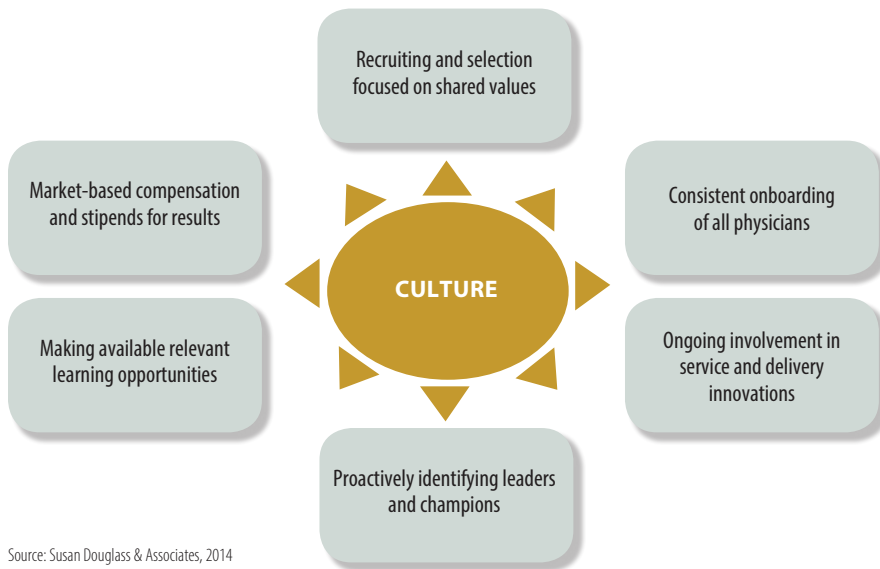 Recruiting and selection
focused on shared values
Market-based compensation
and stipends for results
Consistent onboarding
of all physicians
CULTURE
Making available relevant
learning opportunities
Ongoing involvement in
service and delivery
innovations
Proactively identifying leaders
and champions
Source: Susan Douglass & Associates, 2014